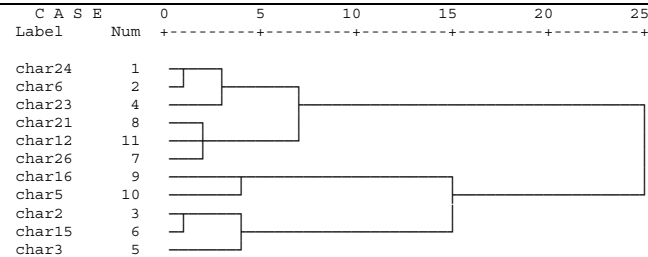 C A S E 0 5 10 15 20 25
Label Num +---------+---------+---------+---------+---------+
char24 1
char6 2
char23 4
char21 8
char12 11
char26 7
char16 9
char5 10
char2 3
char15 6
char3 5